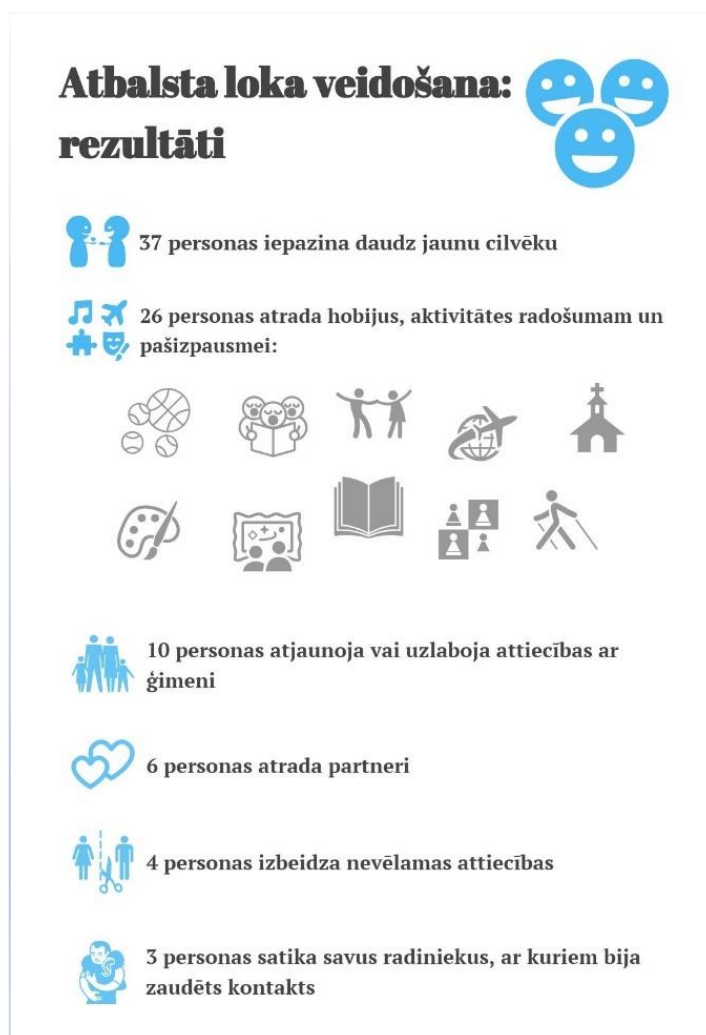 Atbalsta loka veidošana:
rezultāti
37 personas iepazina daudz jaunu cilvēku
26 personas atrada hobijus, aktivitātes radošumam un
pašizpausmei:
10 personas atjaunoja vai uzlaboja attiecības ar
ģimeni
6 personas atrada partneri
4 personas izbeidza nevēlamas attiecības
3 personas satika savus radiniekus, ar kuriem bija
zaudēts kontakts